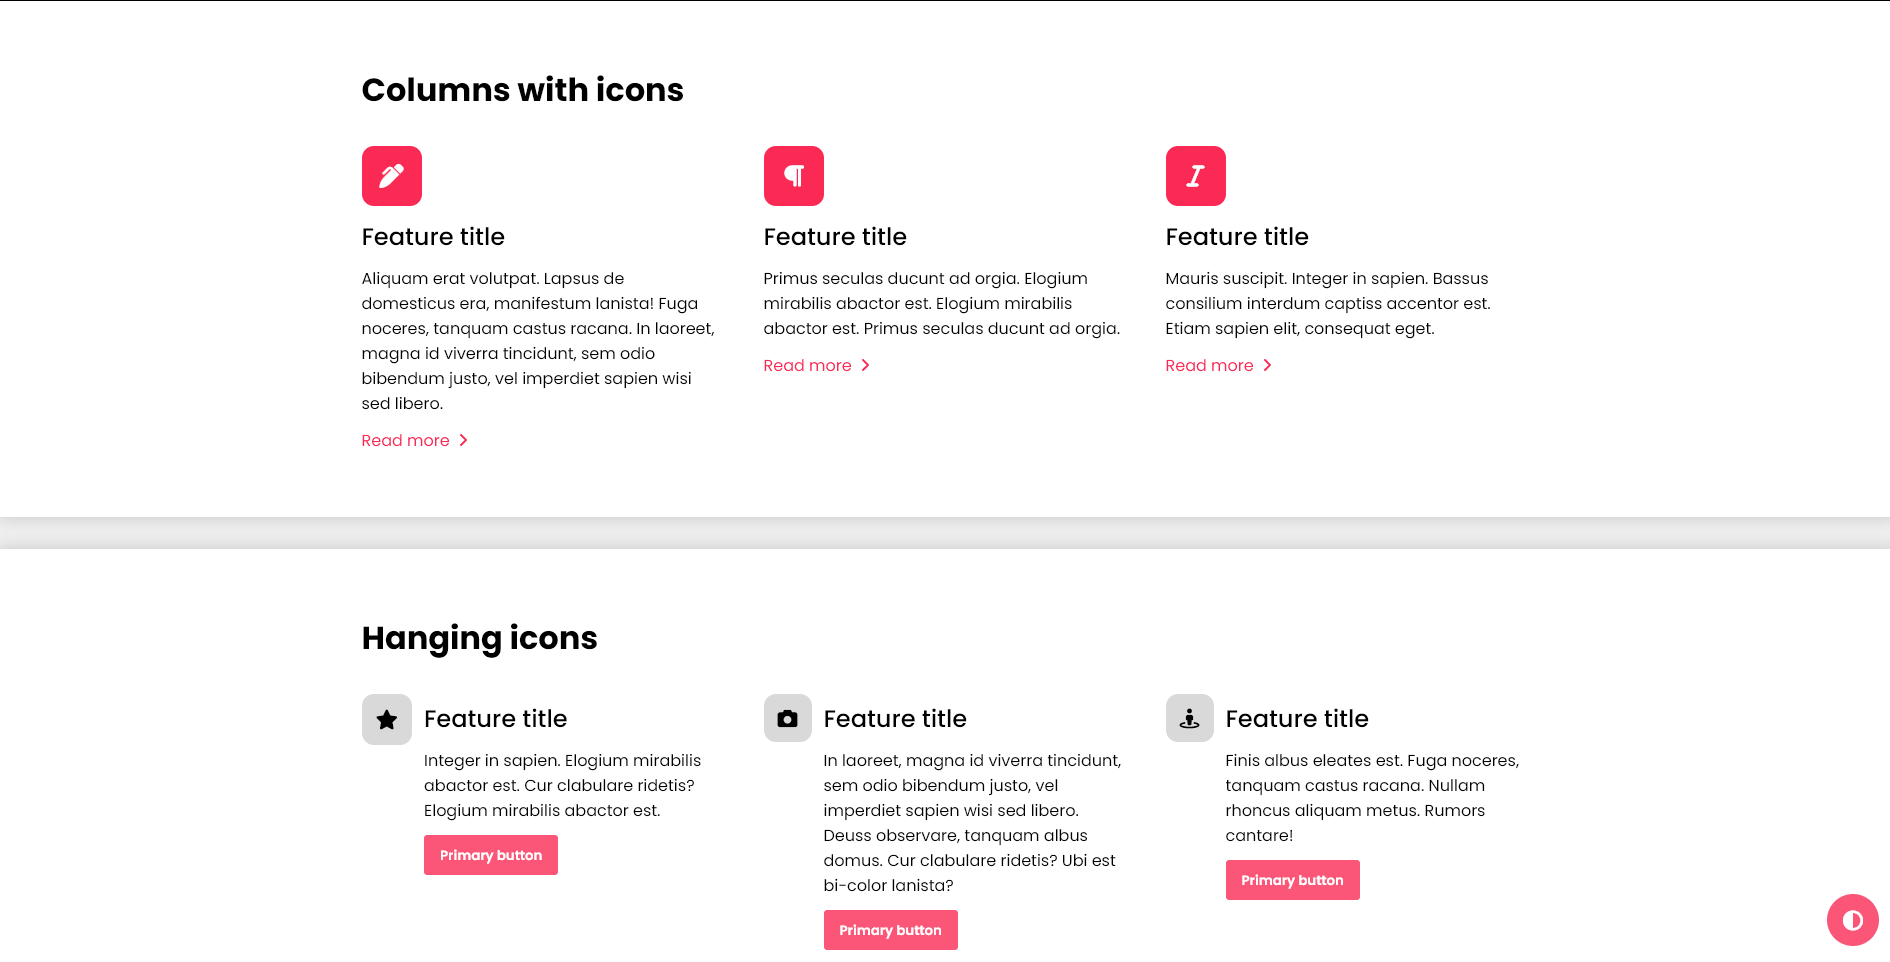 Columns with icons
Feature title
Aliquam erat volutpat. Lapsus de
domesticus era, manifestum lanista! Fuga
noceres, tanquam castus racana. In laoreet,
magna id viverra tincidunt, sem odio
bibendum justo, vel imperdiet sapien wisi
sed libero.
Read more
Feature title
Primus seculas ducunt ad orgia. Elogium
mirabilis abactor est. Elogium mirabilis
abactor est. Primus seculas ducunt ad orgia.
Read more
Feature title
Mauris suscipit. Integer in sapien. Bassus
consilium interdum captiss accentor est.
Etiam sapien elit, consequat eget.
Read more
Hanging icons
Feature title
Integer in sapien. Elogium mirabilis
abactor est. Cur clabulare ridetis?
Elogium mirabilis abactor est.
Primary button
Feature title
In laoreet, magna id viverra tincidunt,
sem odio bibendum justo, vel
imperdiet sapien wisi sed libero.
Deuss observare, tanquam albus
domus. Cur clabulare ridetis? Ubi est
bi-color lanista?
Primary button
Feature title
Finis albus eleates est. Fuga noceres,
tanquam castus racana. Nullam
rhoncus aliquam metus. Rumors
cantare!
Primary button